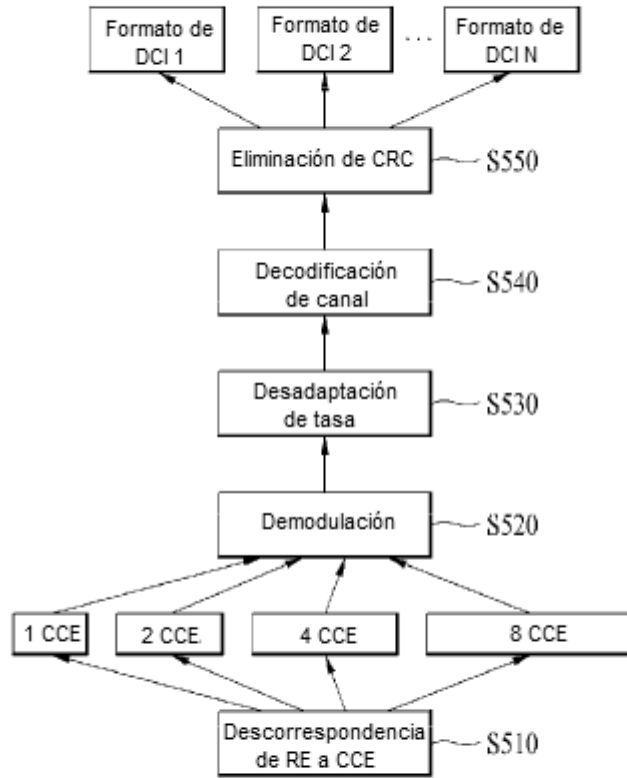 Formato de
DCI 1
Formato de
DCI 2
...
Formato de
DCI N
Eliminación de CRC
S550
Decodificación
de canal
S540
Desadaptación
de tasa
S530
Demodulación
S520
1 CCE
2 CCE
4 CCE
8 CCE
Descorrespondencia
de RE a CCE
S510